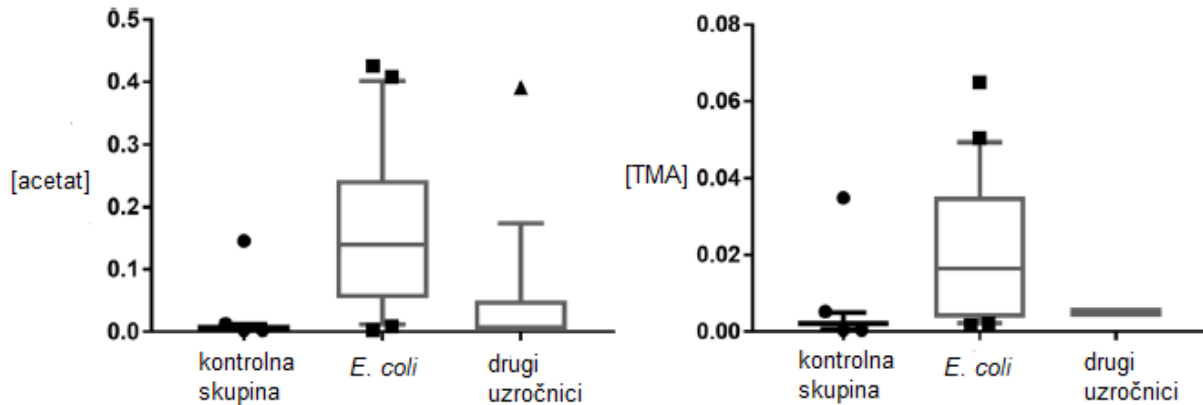 0.5
0.4
0.3
0.2
0.1
0.0
[acetat]
kontrolna
skupina
E. coli
drugi
uzročnici
0.08
0.06
0.04
0.02
0.00
[TMA]
kontrolna
skupina
E. coli
drugi
uzročnici